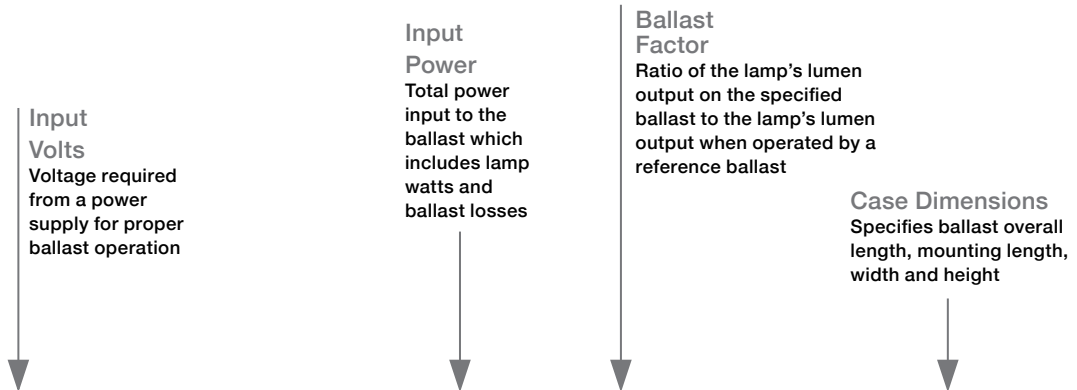 Input
Volts
Voltage required
from a power
supply for proper
ballast operation
Input
Power
Total power
input to the
ballast which
includes lamp
watts and
ballast losses
Ballast
Factor
Ratio of the lamp’s lumen
output on the specified
ballast to the lamp’s lumen
output when operated by a
reference ballast
Case Dimensions
Specifies ballast overall
length, mounting length,
width and height